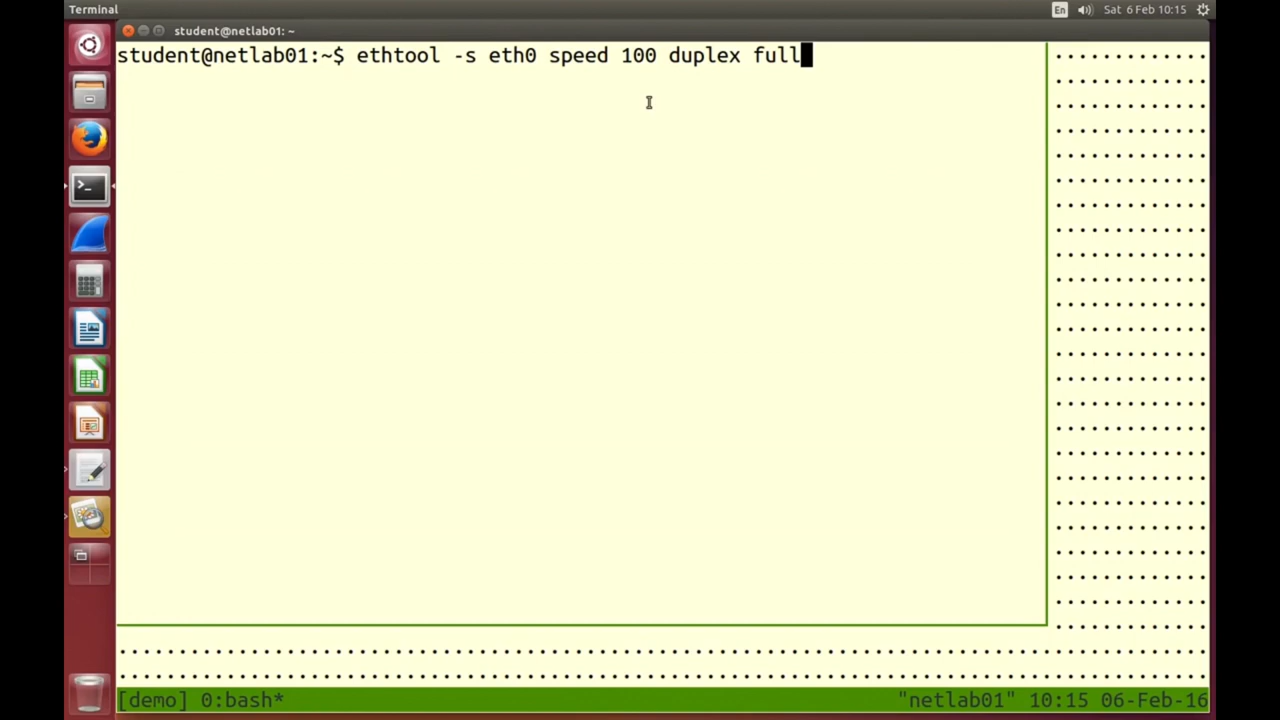 Terminal
En
Sat 6 Feb 10:15
student@netlab01: ~
student@netlab01:~$ ethtool -s eth0 speed 100 duplex full
[demo] 0:bash*
"netlab01" 10:15 06-Feb-16